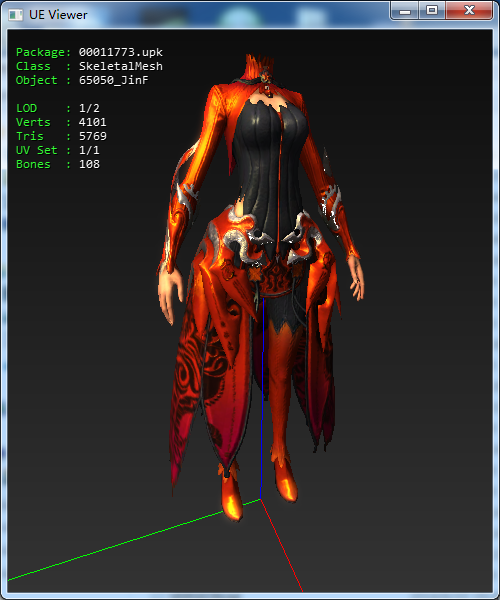 UE Viewer
Package: 00011773.upk
Class  : SkeletalMesh
Object : 65050_JinF
LOD    : 1/2
Verts  : 4101
Tris   : 5769
UV Set : 1/1
Bones  : 108